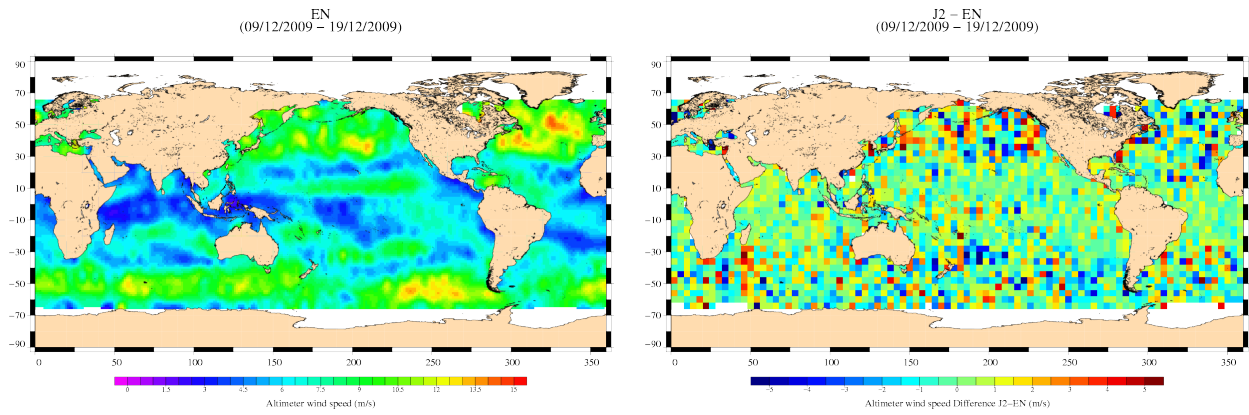 EN
(09/12/2009 – 19/12/2009)
90
70
50
30
10
−10
−30
−50
−70
−90
0 50 100 150 200 250 300 350
0 1.5 3 4.5 6 7.5 9 10.5 12 13.5 15
Altimeter wind speed (m/s)
J2 – EN
(09/12/2009 – 19/12/2009)
90
70
50
30
10
−10
−30
−50
−70
−90
0 50 100 150 200 250 300 350
−5 −4 −3 −2 −1 0 1 2 3 4 5
Altimeter wind speed Difference J2−EN (m/s)